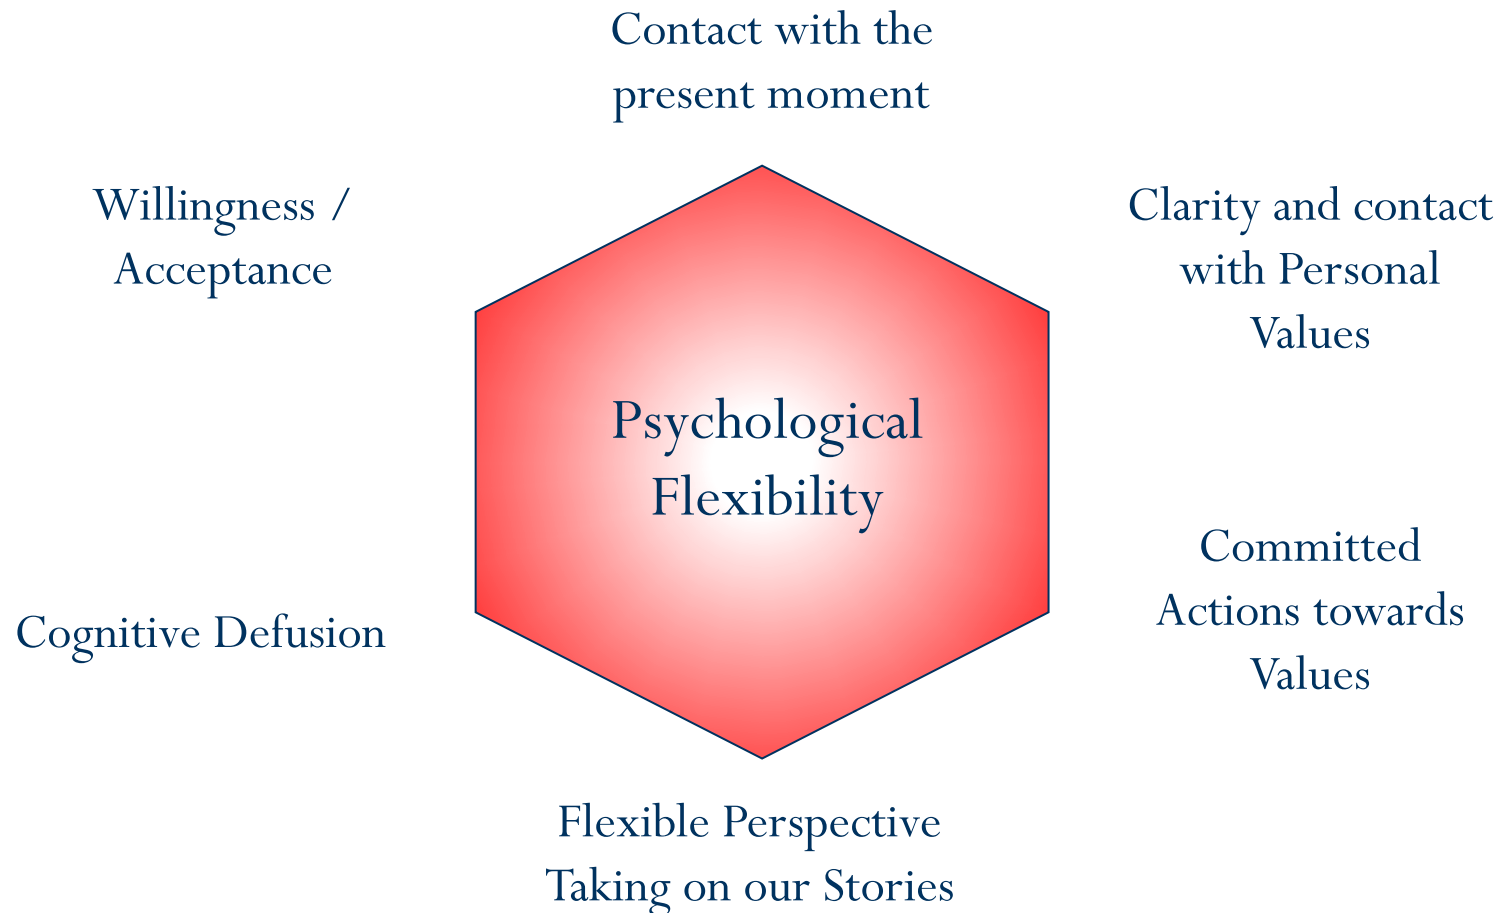 Contact with the
present moment
Willingness /
Acceptance
Clarity and contact
with Personal
Values
Psychological
Flexibility
Cognitive Defusion
Committed
Actions towards
Values
Flexible Perspective
Taking on our Stories